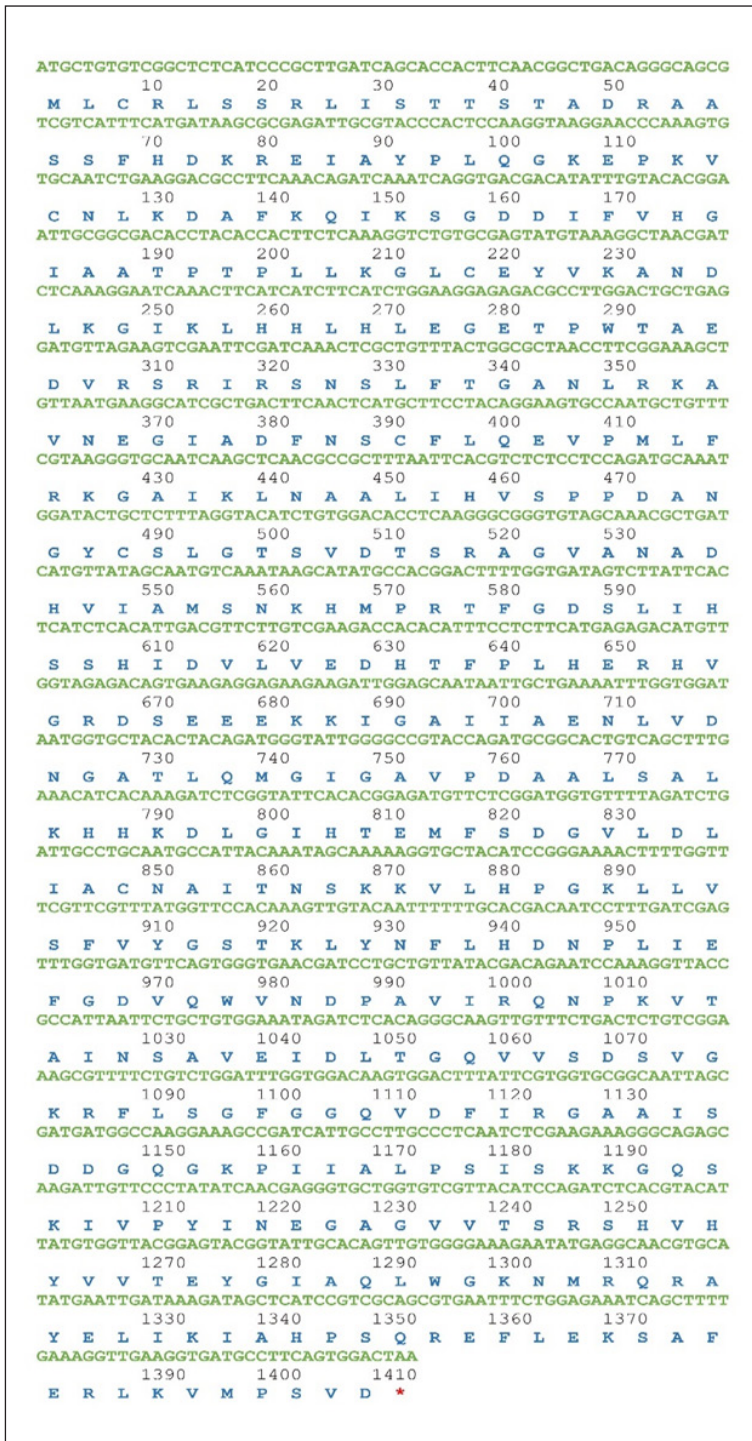 ATGCTGTGTCGGCTCTCATCCCGCTTGATCAGCACCACTTCAACGGCTGACAGGGCAGCG
10 20 30 40 50
M L C R L S S R L I S T T S T A D R A A
TCGTCATTTCATGATAAGCGCGAGATTGCGTACCCACTCCAAGGTAAGGAACCCAAAGTG
70 80 90 100 110
S S F H D K R E I A Y P L Q G K E P K V
TGCAATCTGAAGGACGCCTTCAAACAGATCAAATCAGGTGACGACATATTTGTACACGGA
130 140 150 160 170
C N L K D A F K Q I K S G D D I F V H G
ATTGCGGCGACACCTACACCACTTCTCAAAGGTCTGTGCGAGTATGTAAAGGCTAACGAT
190 200 210 220 230
I A A T P T P L L K G L C E Y V K A N D
CTCAAAGGAATCAAACTTCATCATCTTCATCTGGAAGGAGAGACGCCTTGGACTGCTGAG
250 260 270 280 290
L K G I K L H H L H L E G E T P W T A E
GATGTTAGAAGTCGAATTCGATCAAACTCGCTGTTTACTGGCGCTAACCTTCGGAAAGCT
310 320 330 340 350
D V R S R I R S N S L F T G A N L R K A
GTTAATGAAGGCATCGCTGACTTCAACTCATGCTTCCTACAGGAAGTGCCAATGCTGTTT
370 380 390 400 410
V N E G I A D F N S C F L Q E V P M L F
CGTAAGGGTGCAATCAAGCTCAACGCCGCTTTAATTCACGTCTCTCCTCCAGATGCAAAT
430 440 450 460 470
R K G A I K L N A A L I H V S P P D A N
GGATACTGCTCTTTAGGTACATCTGTGGACACCTCAAGGGCGGGTGTAGCAAACGCTGAT
490 500 510 520 530
G Y C S L G T S V D T S R A G V A N A D
CATGTTATAGCAATGTCAAATAAGCATATGCCACGGACTTTTGGTGATAGTCTTATTCAC
550 560 570 580 590
H V I A M S N K H M P R T F G D S L I H
TCATCTCACATTGACGTTCTTGTCGAAGACCACACATTTCCTCTTCATGAGAGACATGTT
610 620 630 640 650
S S H I D V L V E D H T F P L H E R H V
GGTAGAGACAGTGAAGAGGAGAAGAAGATTGGAGCAATAATTGCTGAAAATTTGGTGGAT
670 680 690 700 710
G R D S E E E K K I G A I I A E N L V D
AATGGTGCTACACTACAGATGGGTATTGGGGCCGTACCAGATGCGGCACTGTCAGCTTTG
730 740 750 760 770
N G A T L Q M G I G A V P D A A L S A L
AAACATCACAAAGATCTCGGTATTCACACGGAGATGTTCTCGGATGGTGTTTTAGATCTG
790 800 810 820 830
K H H K D L G I H T E M F S D G V L D L
ATTGCCTGCAATGCCATTACAAATAGCAAAAAGGTGCTACATCCGGGAAAACTTTTGGTT
850 860 870 880 890
I A C N A I T N S K K V L H P G K L L V
TCGTTCGTTTATGGTTCCACAAAGTTGTACAATTTTTTGCACGACAATCCTTTGATCGAG
910 920 930 940 950
S F V Y G S T K L Y N F L H D N P L I E
TTTGGTGATGTTCAGTGGGTGAACGATCCTGCTGTTATACGACAGAATCCAAAGGTTACC
970 980 990 1000 1010
F G D V Q W V N D P A V I R Q N P K V T
GCCATTAATTCTGCTGTGGAAATAGATCTCACAGGGCAAGTTGTTTCTGACTCTGTCGGA
1030 1040 1050 1060 1070
A I N S A V E I D L T G Q V V S D S V G
AAGCGTTTTCTGTCTGGATTTGGTGGACAAGTGGACTTTATTCGTGGTGCGGCAATTAGC
1090 1100 1110 1120 1130
K R F L S G F G G Q V D F I R G A A I S
GATGATGGCCAAGGAAAGCCGATCATTGCCTTGCCCTCAATCTCGAAGAAAGGGCAGAGC
1150 1160 1170 1180 1190
D D G Q G K P I I A L P S I S K K G Q S
AAGATTGTTCCCTATATCAACGAGGGTGCTGGTGTCGTTACATCCAGATCTCACGTACAT
1210 1220 1230 1240 1250
K I V P Y I N E G A G V V T S R S H V H
TATGTGGTTACGGAGTACGGTATTGCACAGTTGTGGGGAAAGAATATGAGGCAACGTGCA
1270 1280 1290 1300 1310
Y V V T E Y G I A Q L W G K N M R Q R A
TATGAATTGATAAAGATAGCTCATCCGTCGCAGCGTGAATTTCTGGAGAAATCAGCTTTT
1330 1340 1350 1360 1370
Y E L I K I A H P S Q R E F L E K S A F
GAAAGGTTGAAGGTGATGCCTTCAGTGGACTAA
1390 1400 1410
E R L K V M P S V D *